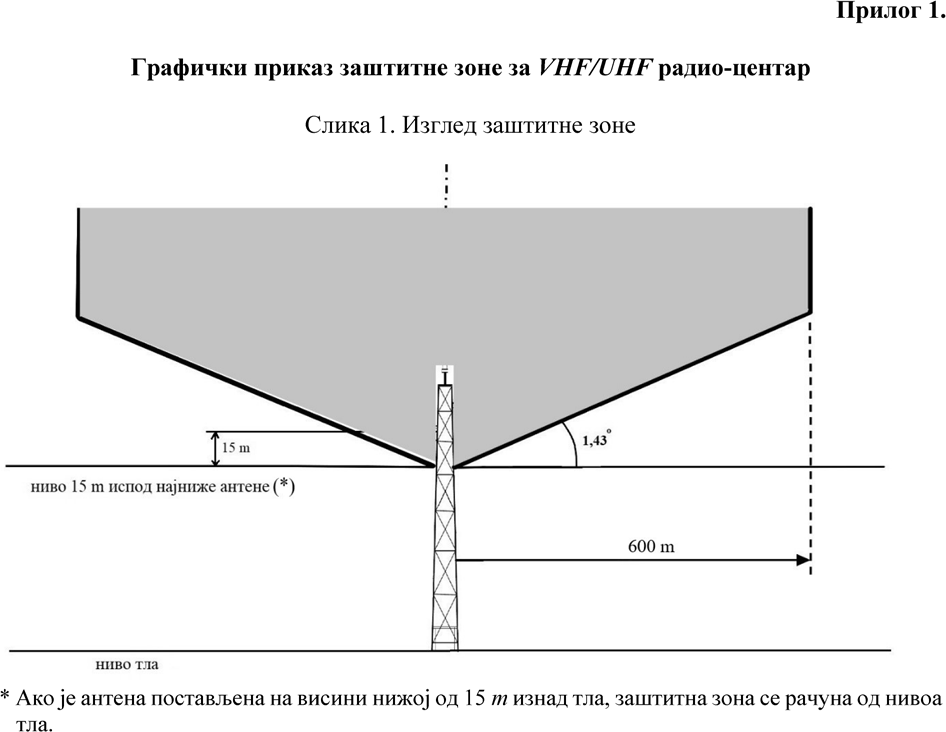 Прилог 1.
Графички приказ заштитне зоне за VHF/UHF радио-центар
Слика 1. Изглед заштитне зоне
15 m
1,43°
ниво 15 m испод најниже антене (*)
600 m
ниво тла
* Ако је антена постављена на висини нижој од 15 m изнад тла, заштитна зона се рачуна од нивоа
тла.